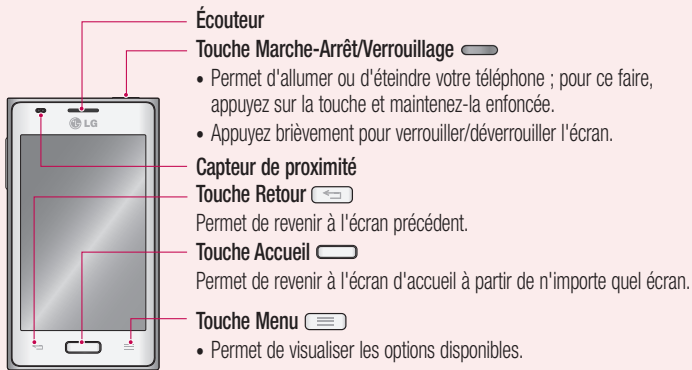 Écouteur
Touche Marche-Arrêt/Verrouillage
• Permet d'allumer ou d'éteindre votre téléphone ; pour ce faire,
appuyez sur la touche et maintenez-la enfoncée.
• Appuyez brièvement pour verrouiller/déverrouiller l'écran.
LG
Capteur de proximité
Touche Retour
Permet de revenir à l'écran précédent.
Touche Accueil
Permet de revenir à l'écran d'accueil à partir de n'importe quel écran.
Touche Menu
• Permet de visualiser les options disponibles.